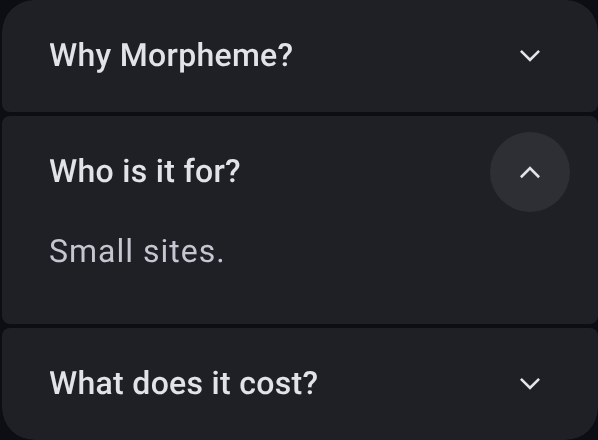 Why Morpheme?
Who is it for?
Small sites.
What does it cost?